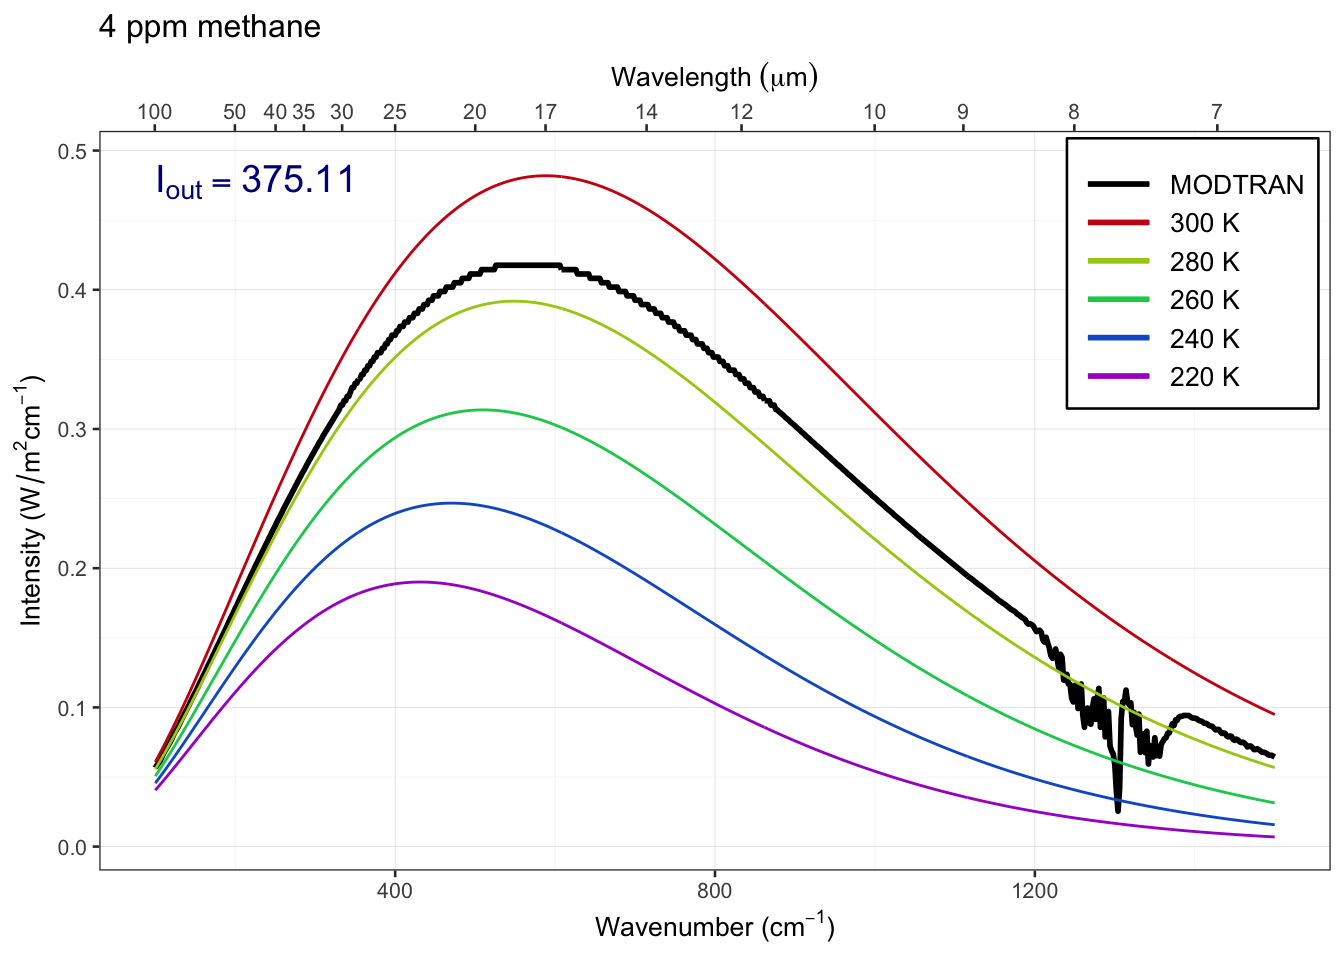 4 ppm methane
Wavelength (μm)
100 50 40 35 30 25 20 17 14 12 10 9 8 7
0.5
0.4
0.3
0.2
0.1
0.0
Intensity (W/m²cm⁻¹)
I_out = 375.11
MODTRAN
300 K
280 K
260 K
240 K
220 K
400 800 1200
Wavenumber (cm⁻¹)